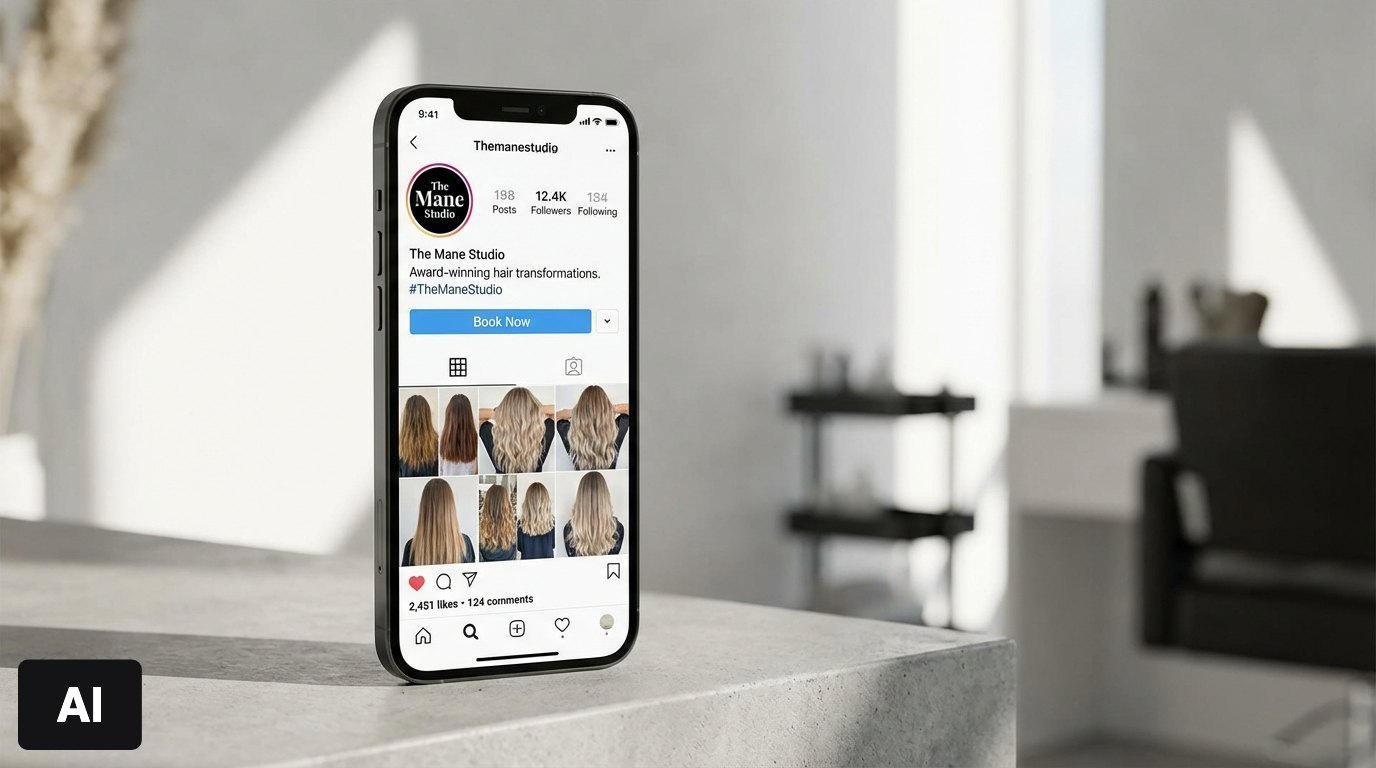 9:41
Themanestudio
The
Mane
Studio
198
Posts
12.4K
Followers
184
Following
The Mane Studio
Award-winning hair transformations.
#TheManeStudio
Book Now
2,451 likes • 124 comments
AI